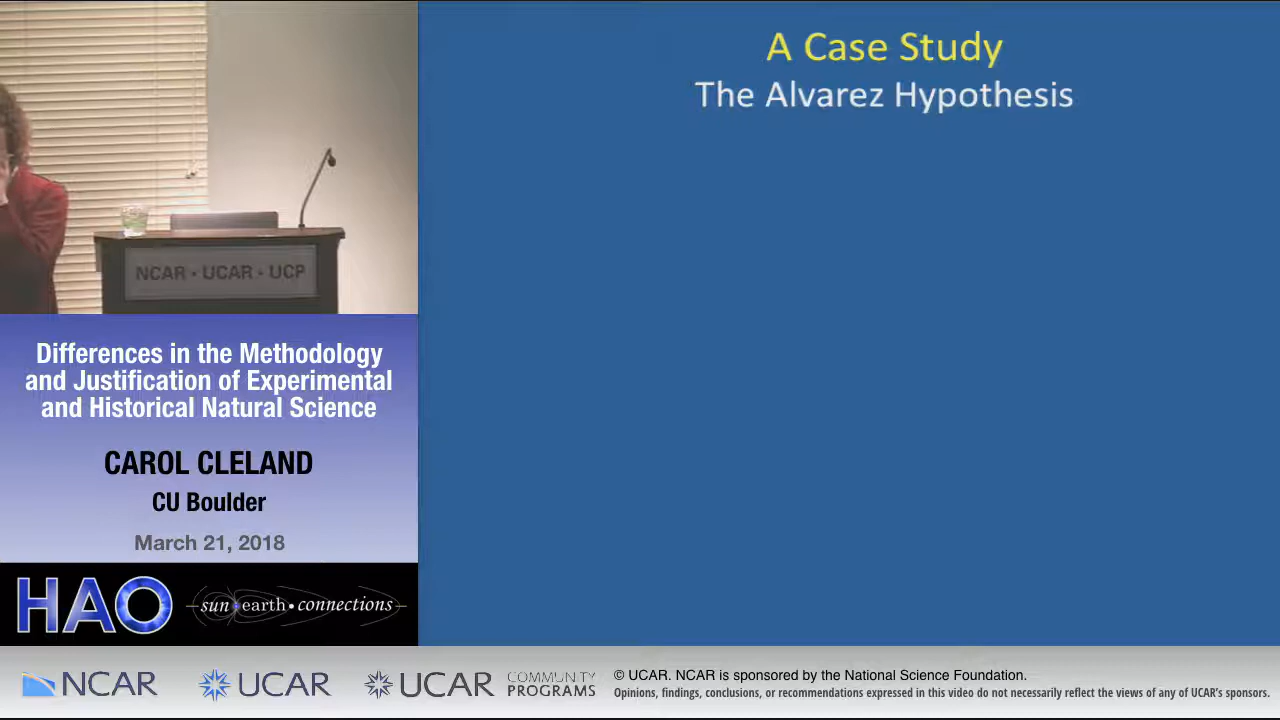 A Case Study
The Alvarez Hypothesis
NCAR • UCAR • UCP
Differences in the Methodology
and Justification of Experimental
and Historical Natural Science
CAROL CLELAND
CU Boulder
March 21, 2018
HAO
sun•earth•connections
NCAR
UCAR
UCAR
COMMUNITY
PROGRAMS
© UCAR. NCAR is sponsored by the National Science Foundation.
Opinions, findings, conclusions, or recommendations expressed in this video do not necessarily reflect the views of any of UCAR's sponsors.